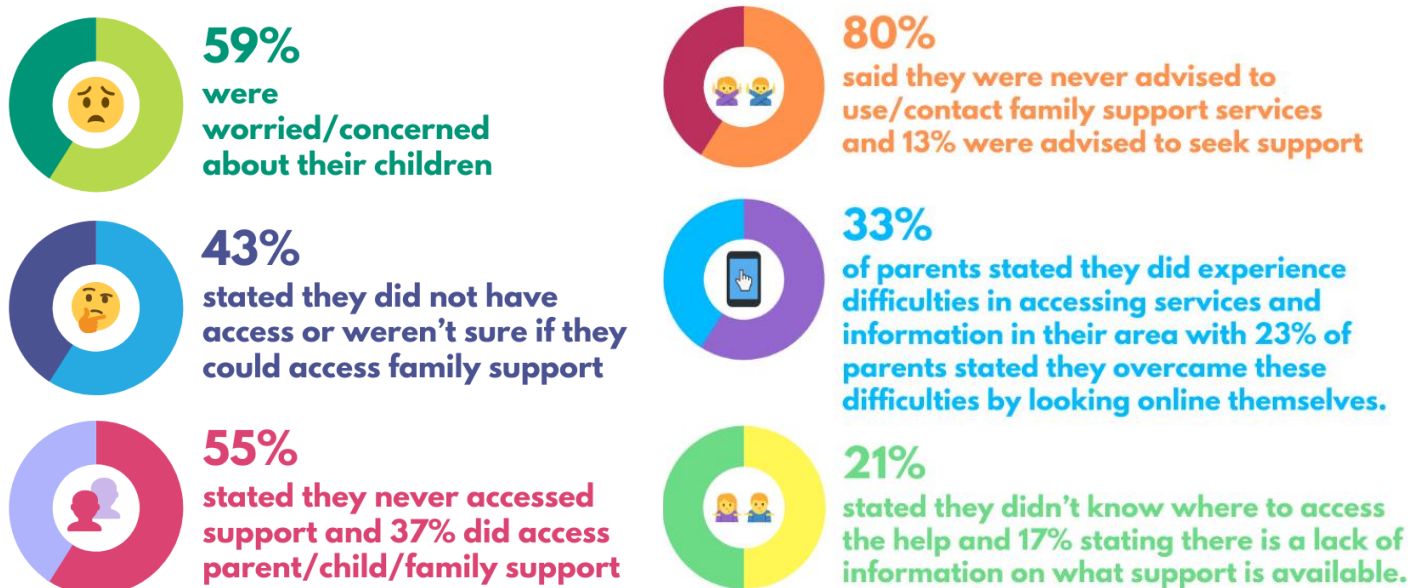 59%
were
worried/concerned
about their children
43%
stated they did not have
access or weren't sure if they
could access family support
55%
stated they never accessed
support and 37% did access
parent/child/family support
80%
said they were never advised to
use/contact family support services
and 13% were advised to seek support
33%
of parents stated they did experience
difficulties in accessing services and
information in their area with 23% of
parents stated they overcame these
difficulties by looking online themselves.
21%
stated they didn't know where to access
the help and 17% stating there is a lack of
information on what support is available.